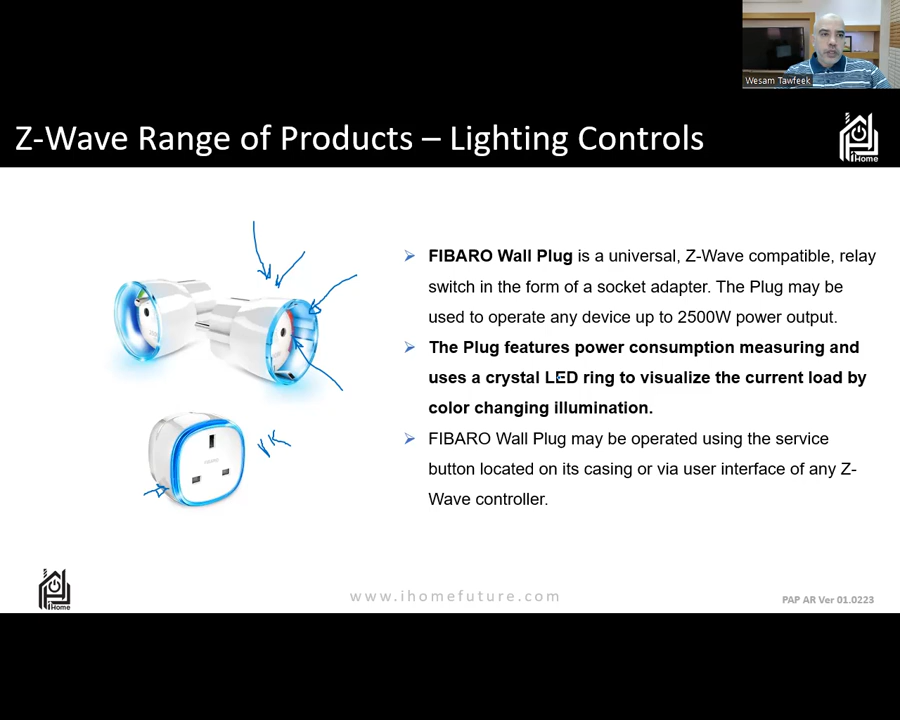 Wesam Tawfeek
Z-Wave Range of Products – Lighting Controls
iHome
FIBARO Wall Plug is a universal, Z-Wave compatible, relay
switch in the form of a socket adapter. The Plug may be
used to operate any device up to 2500W power output.
The Plug features power consumption measuring and
uses a crystal LED ring to visualize the current load by
color changing illumination.
UK
FIBARO Wall Plug may be operated using the service
button located on its casing or via user interface of any Z-
Wave controller.
iHome
www.ihomefuture.com
PAP AR Ver 01.0223